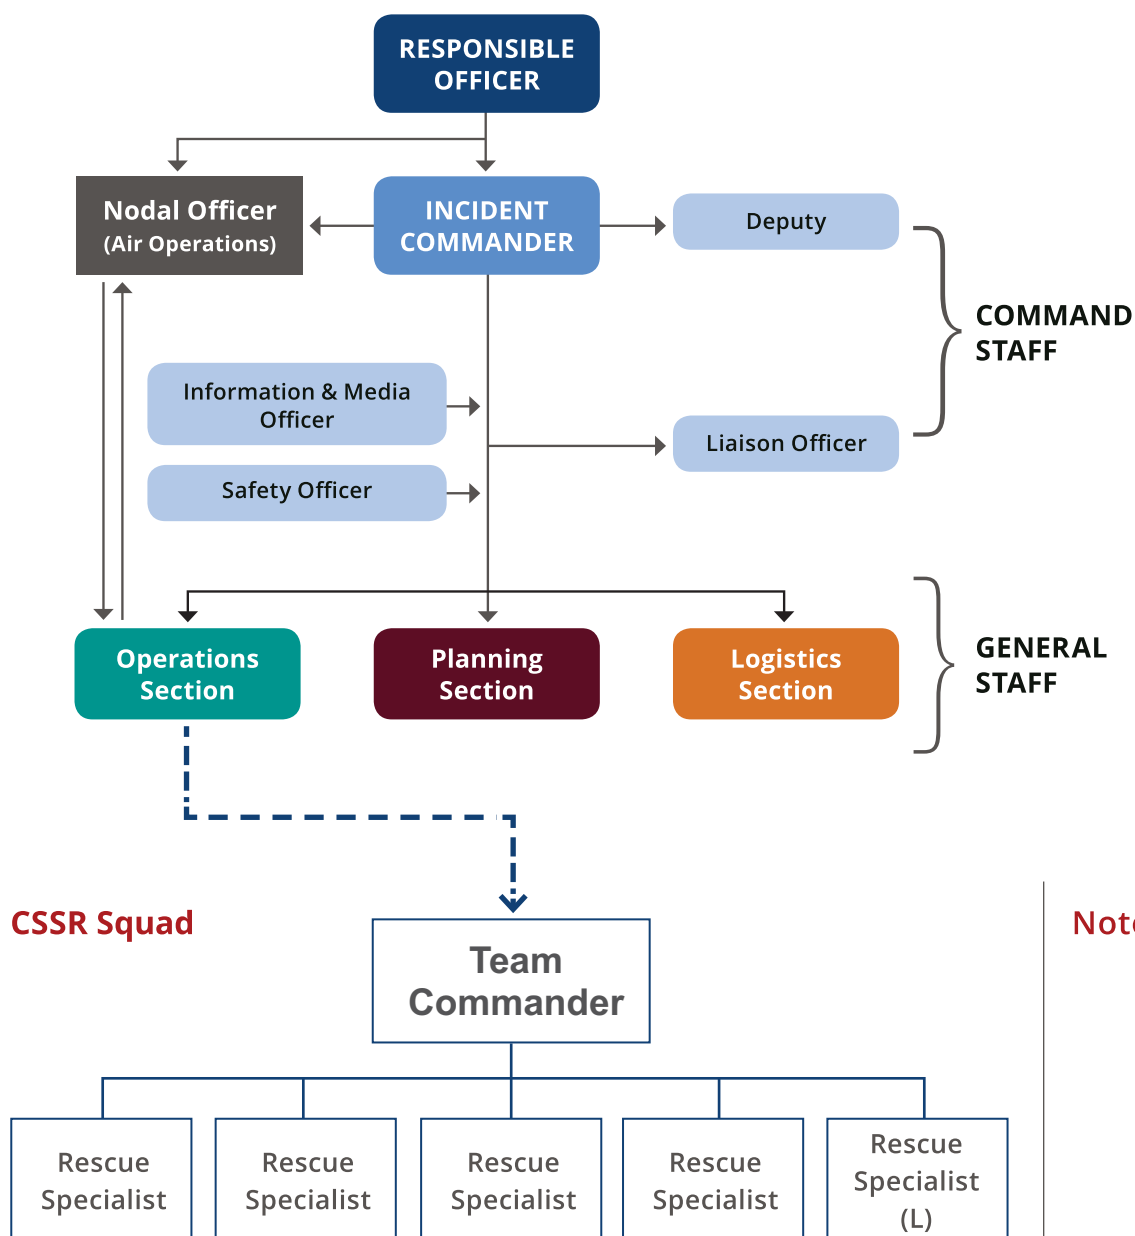 RESPONSIBLE
OFFICER
Nodal Officer
(Air Operations)
INCIDENT
COMMANDER
Deputy
COMMAND
STAFF
Information & Media
Officer
Liaison Officer
Safety Officer
Operations
Section
Planning
Section
Logistics
Section
GENERAL
STAFF
CSSR Squad
Team
Commander
Rescue
Specialist
Rescue
Specialist
Rescue
Specialist
Rescue
Specialist
Rescue
Specialist
(L)